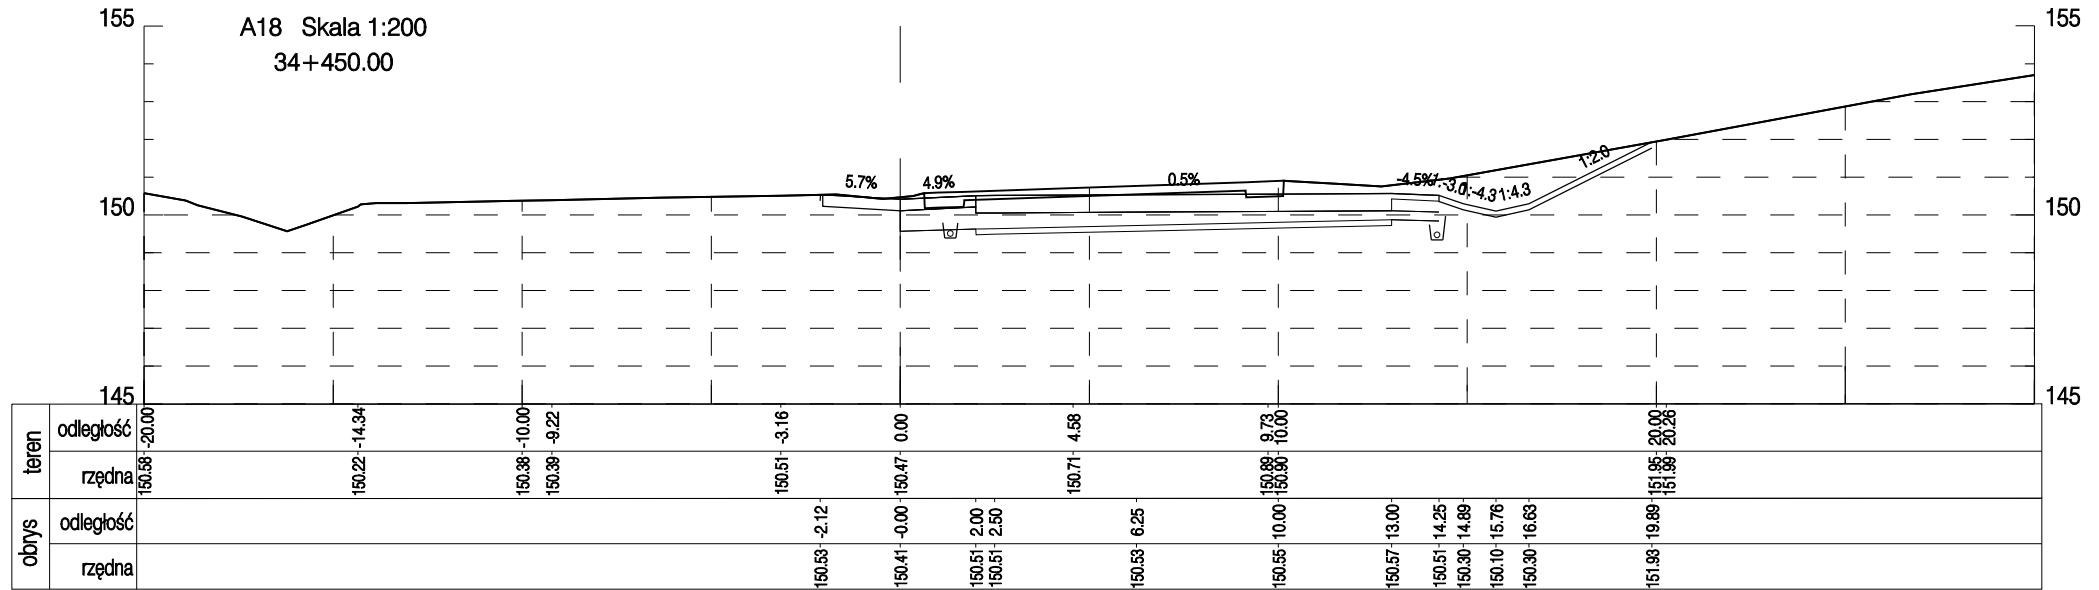 155 155
A18 Skala 1:200
34+450.00
5.7% 4.9% 0.5% -4.5% 1:4.3 1:2.0
150 150
145 145
teren
odległość -20.00 -14.34 -10.00 -9.22 -3.16 0.00 4.58 9.73 10.00 20.00 20.26
rzędna 150.58 150.22 150.38 150.39 150.51 150.47 150.71 150.89 150.90 151.95 151.99
obrys
odległość -2.12 -0.00 2.00 2.50 6.25 10.00 13.00 14.25 14.89 15.76 16.63 19.89
rzędna 150.53 150.41 150.51 150.51 150.53 150.55 150.57 150.51 150.30 150.10 150.30 151.93